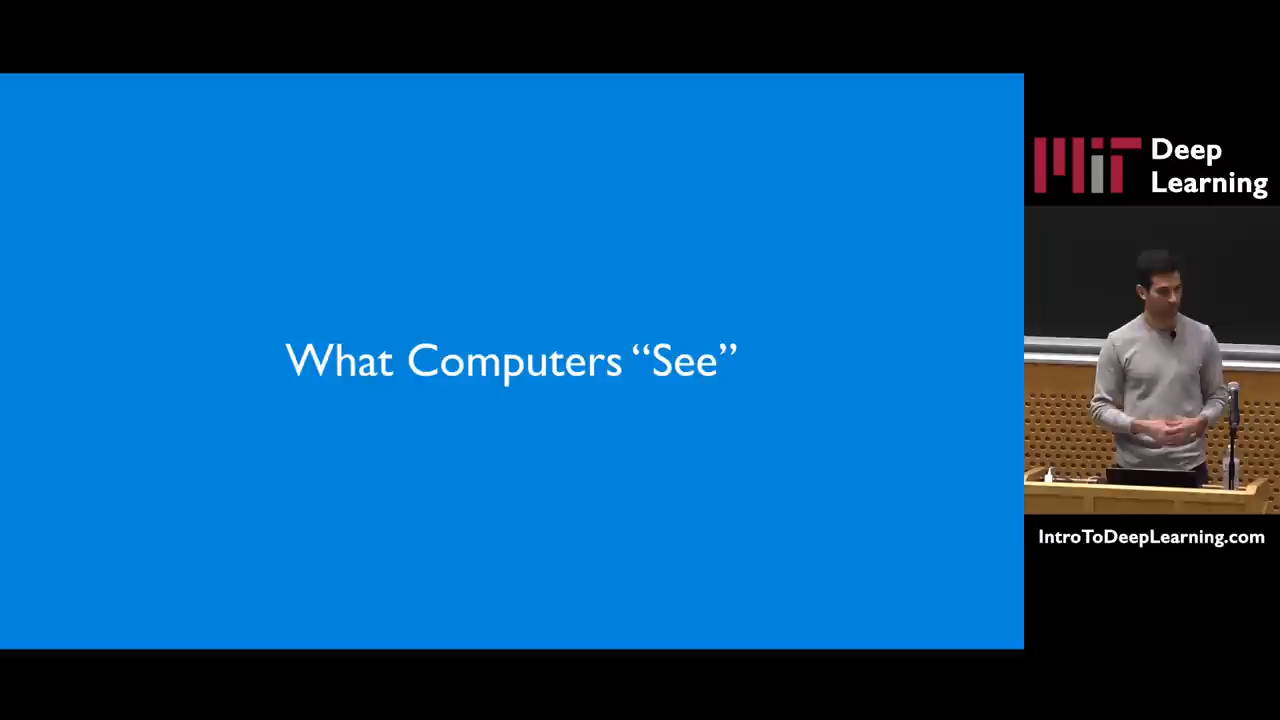 What Computers “See”
MIT Deep
Learning
IntroToDeepLearning.com